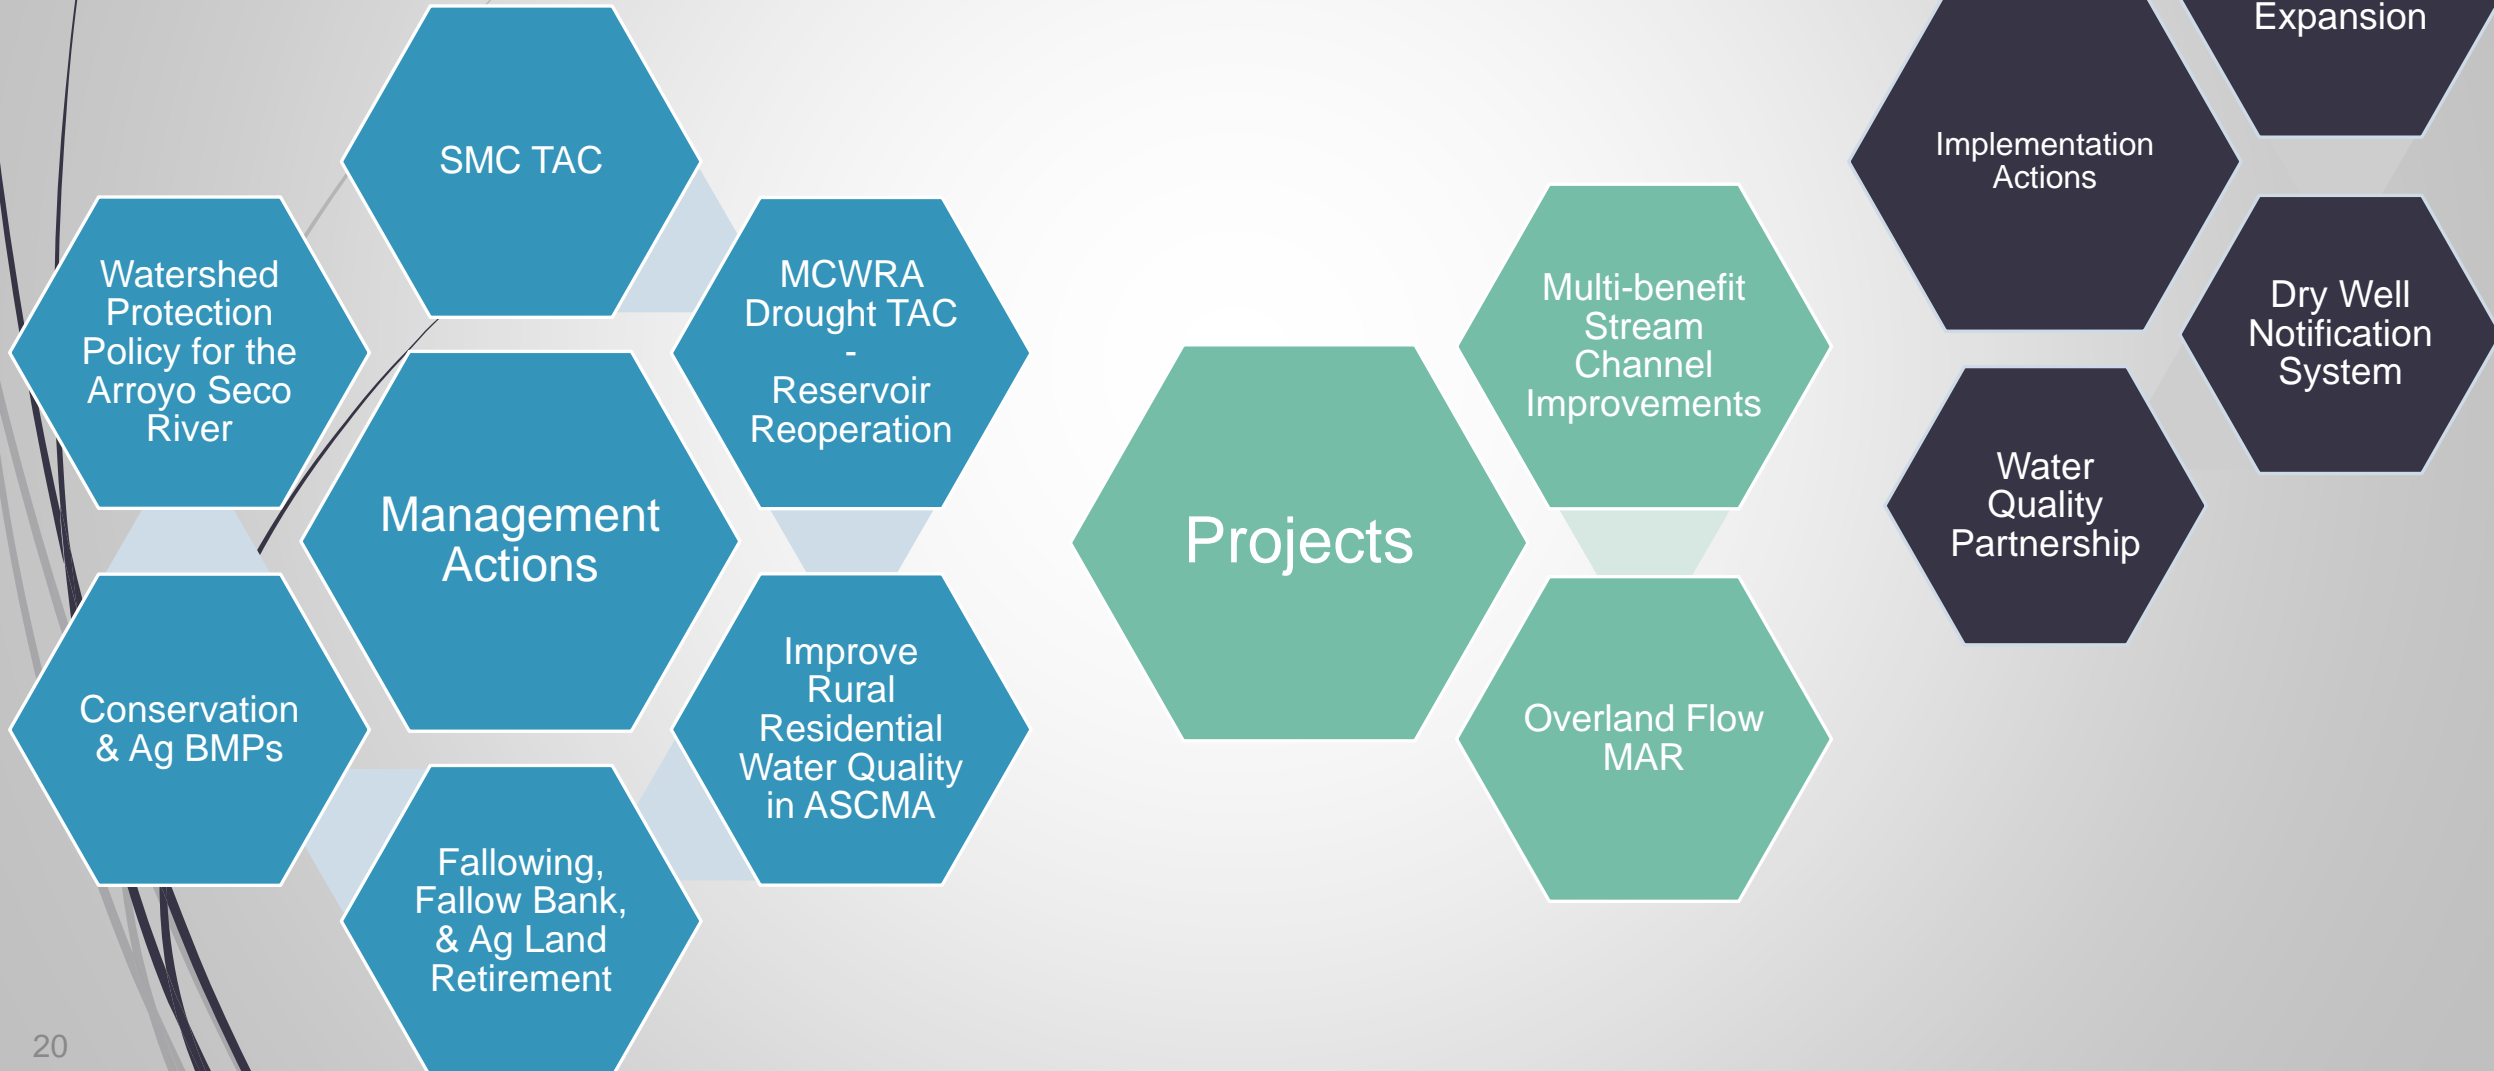 SMC TAC
Watershed
Protection
Policy for the
Arroyo Seco
River
MCWRA
Drought TAC
-
Reservoir
Reoperation
Management
Actions
Conservation
& Ag BMPs
Improve
Rural
Residential
Water Quality
in ASCMA
Fallowing,
Fallow Bank,
& Ag Land
Retirement
Projects
Multi-benefit
Stream
Channel
Improvements
Overland Flow
MAR
Expansion
Implementation
Actions
Dry Well
Notification
System
Water
Quality
Partnership
20